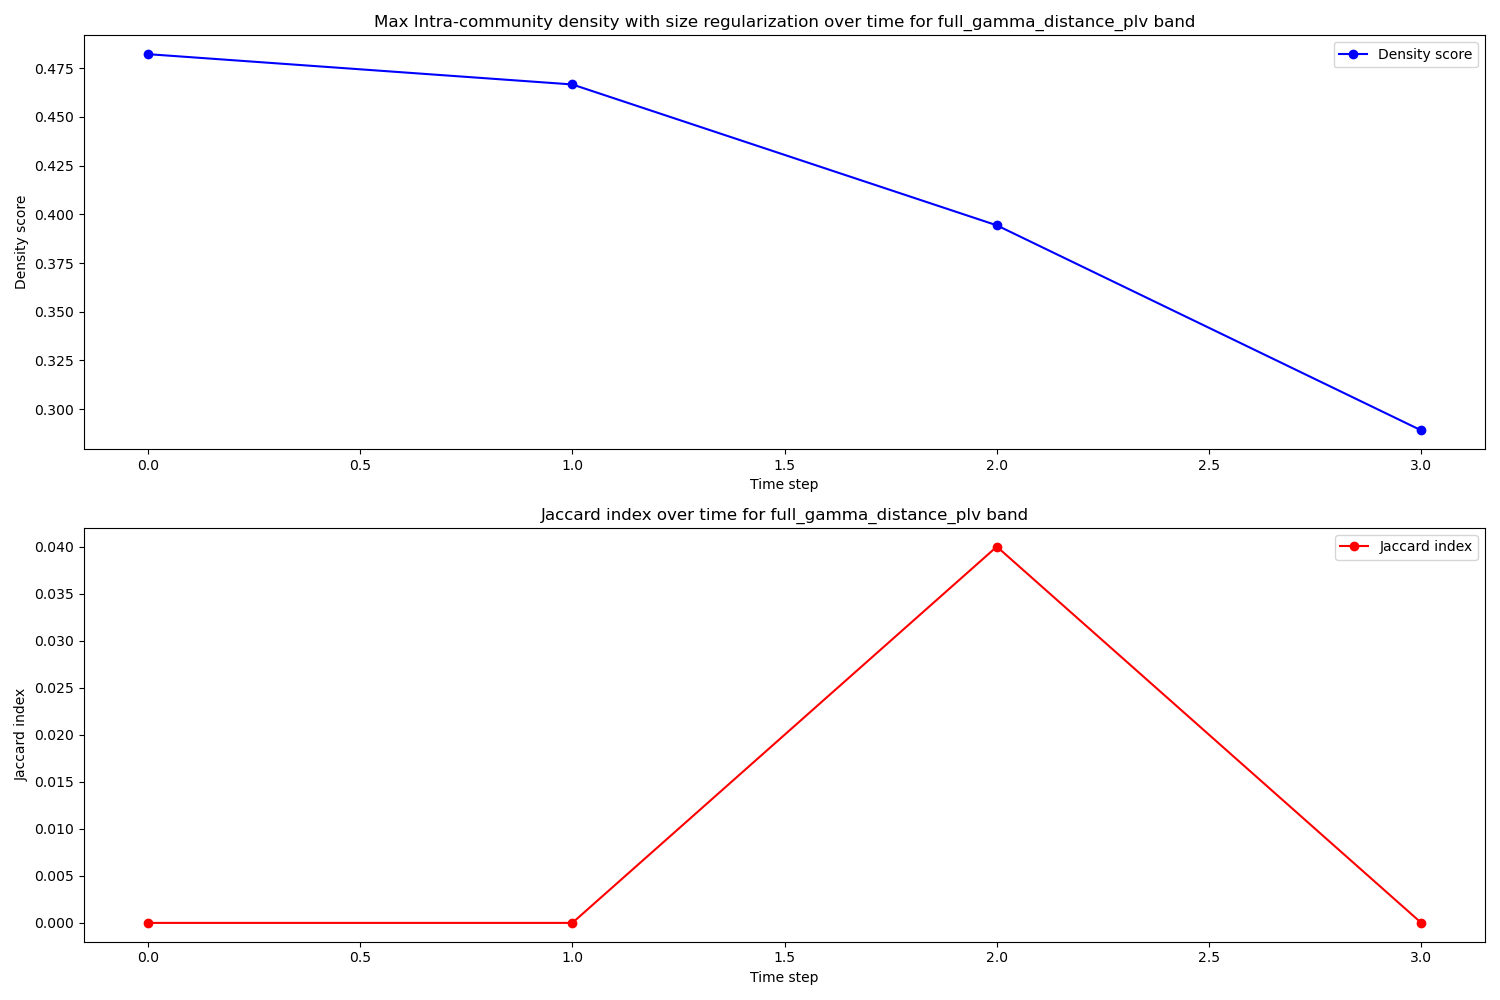 Max Intra-community density with size regularization over time for full_gamma_distance_plv band
Density score
0.475
0.450
0.425
0.400
0.375
0.350
0.325
0.300
Density score
0.0 0.5 1.0 1.5 2.0 2.5 3.0
Time step
Jaccard index over time for full_gamma_distance_plv band
Jaccard index
0.040
0.035
0.030
0.025
0.020
0.015
0.010
0.005
0.000
Jaccard index
0.0 0.5 1.0 1.5 2.0 2.5 3.0
Time step